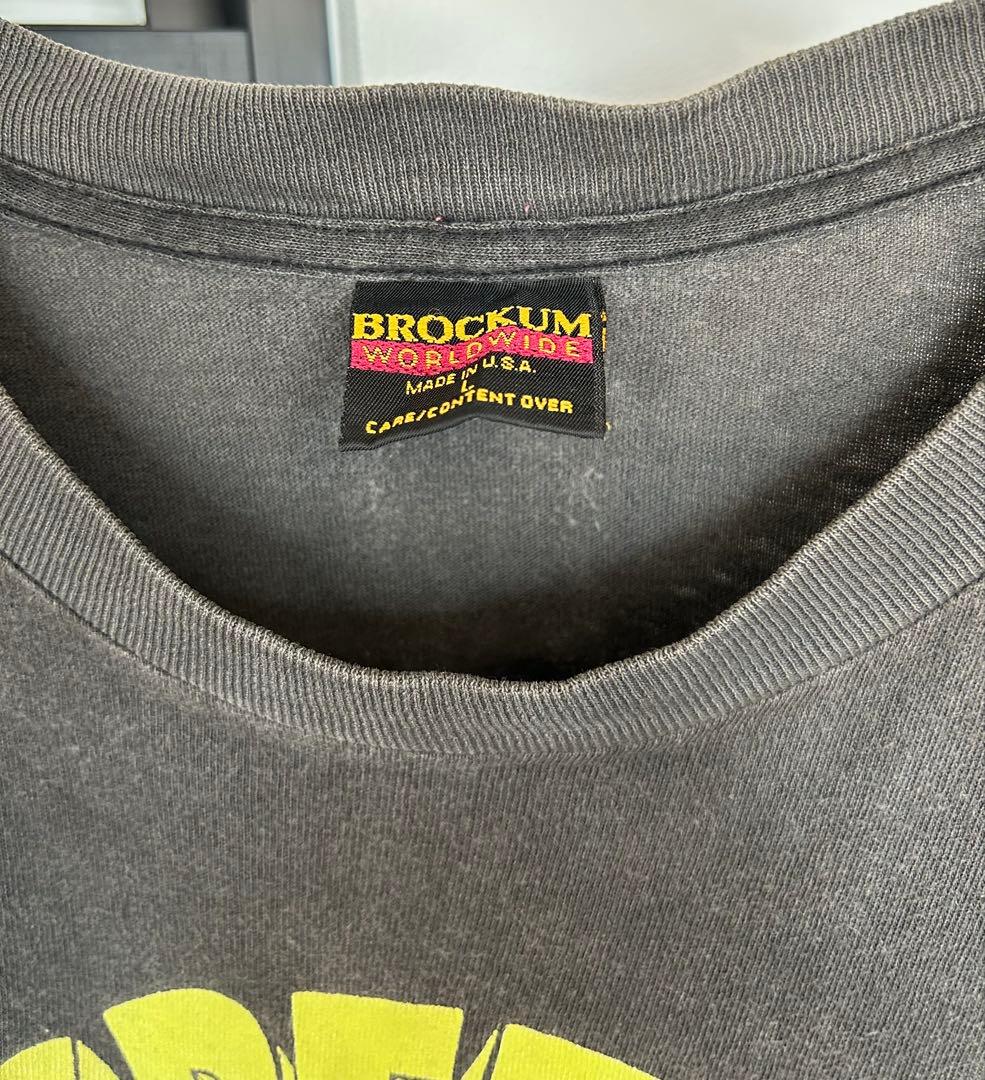 BROCKUM
WORLDWIDE
MADE IN U.S.A.
L
CARE/CONTENT OVER